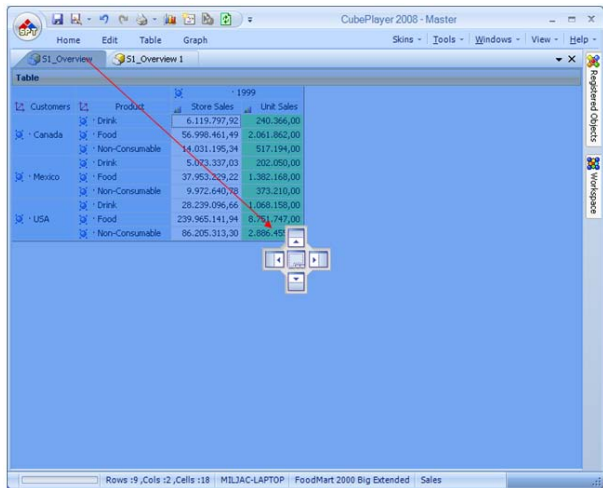 CubePlayer 2008 - Master
Home Edit Table Graph Skins Tools Windows View Help
S1_Overview S1_Overview 1
Table
1999
Customers Product Store Sales Unit Sales
Drink 6.119.797,92 240.366,00
Canada Food 56.998.461,49 2.061.862,00
Non-Consumable 14.031.195,34 517.194,00
Drink 5.073.337,03 202.050,00
Mexico Food 37.953.229,22 1.382.168,00
Non-Consumable 9.972.640,78 373.210,00
Drink 28.239.096,66 1.068.158,00
USA Food 239.965.141,94 8.751.747,00
Non-Consumable 86.205.313,30
Registered Objects
Workspace
Rows :9 ,Cols :2 ,Cells :18 MILJAC-LAPTOP FoodMart 2000 Big Extended Sales